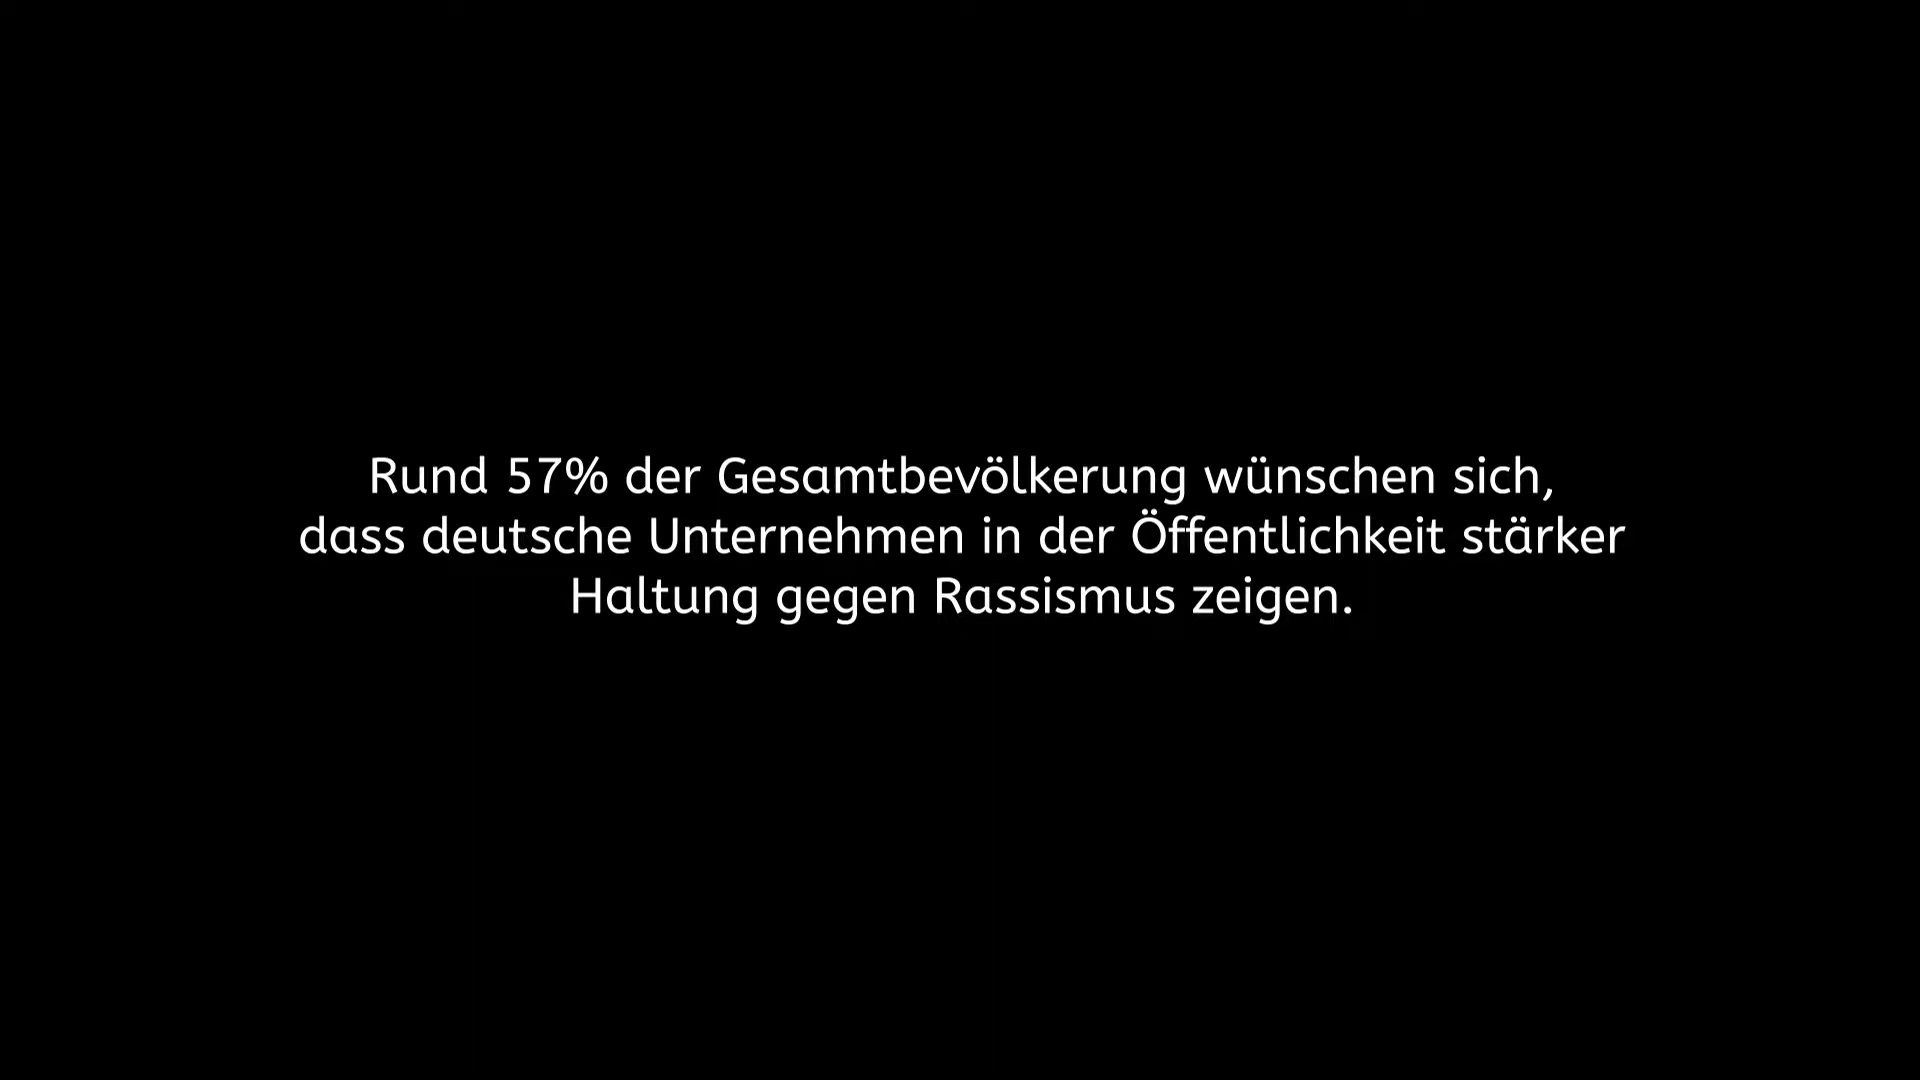 Rund 57% der Gesamtbevölkerung wünschen sich,
dass deutsche Unternehmen in der Öffentlichkeit stärker
Haltung gegen Rassismus zeigen.